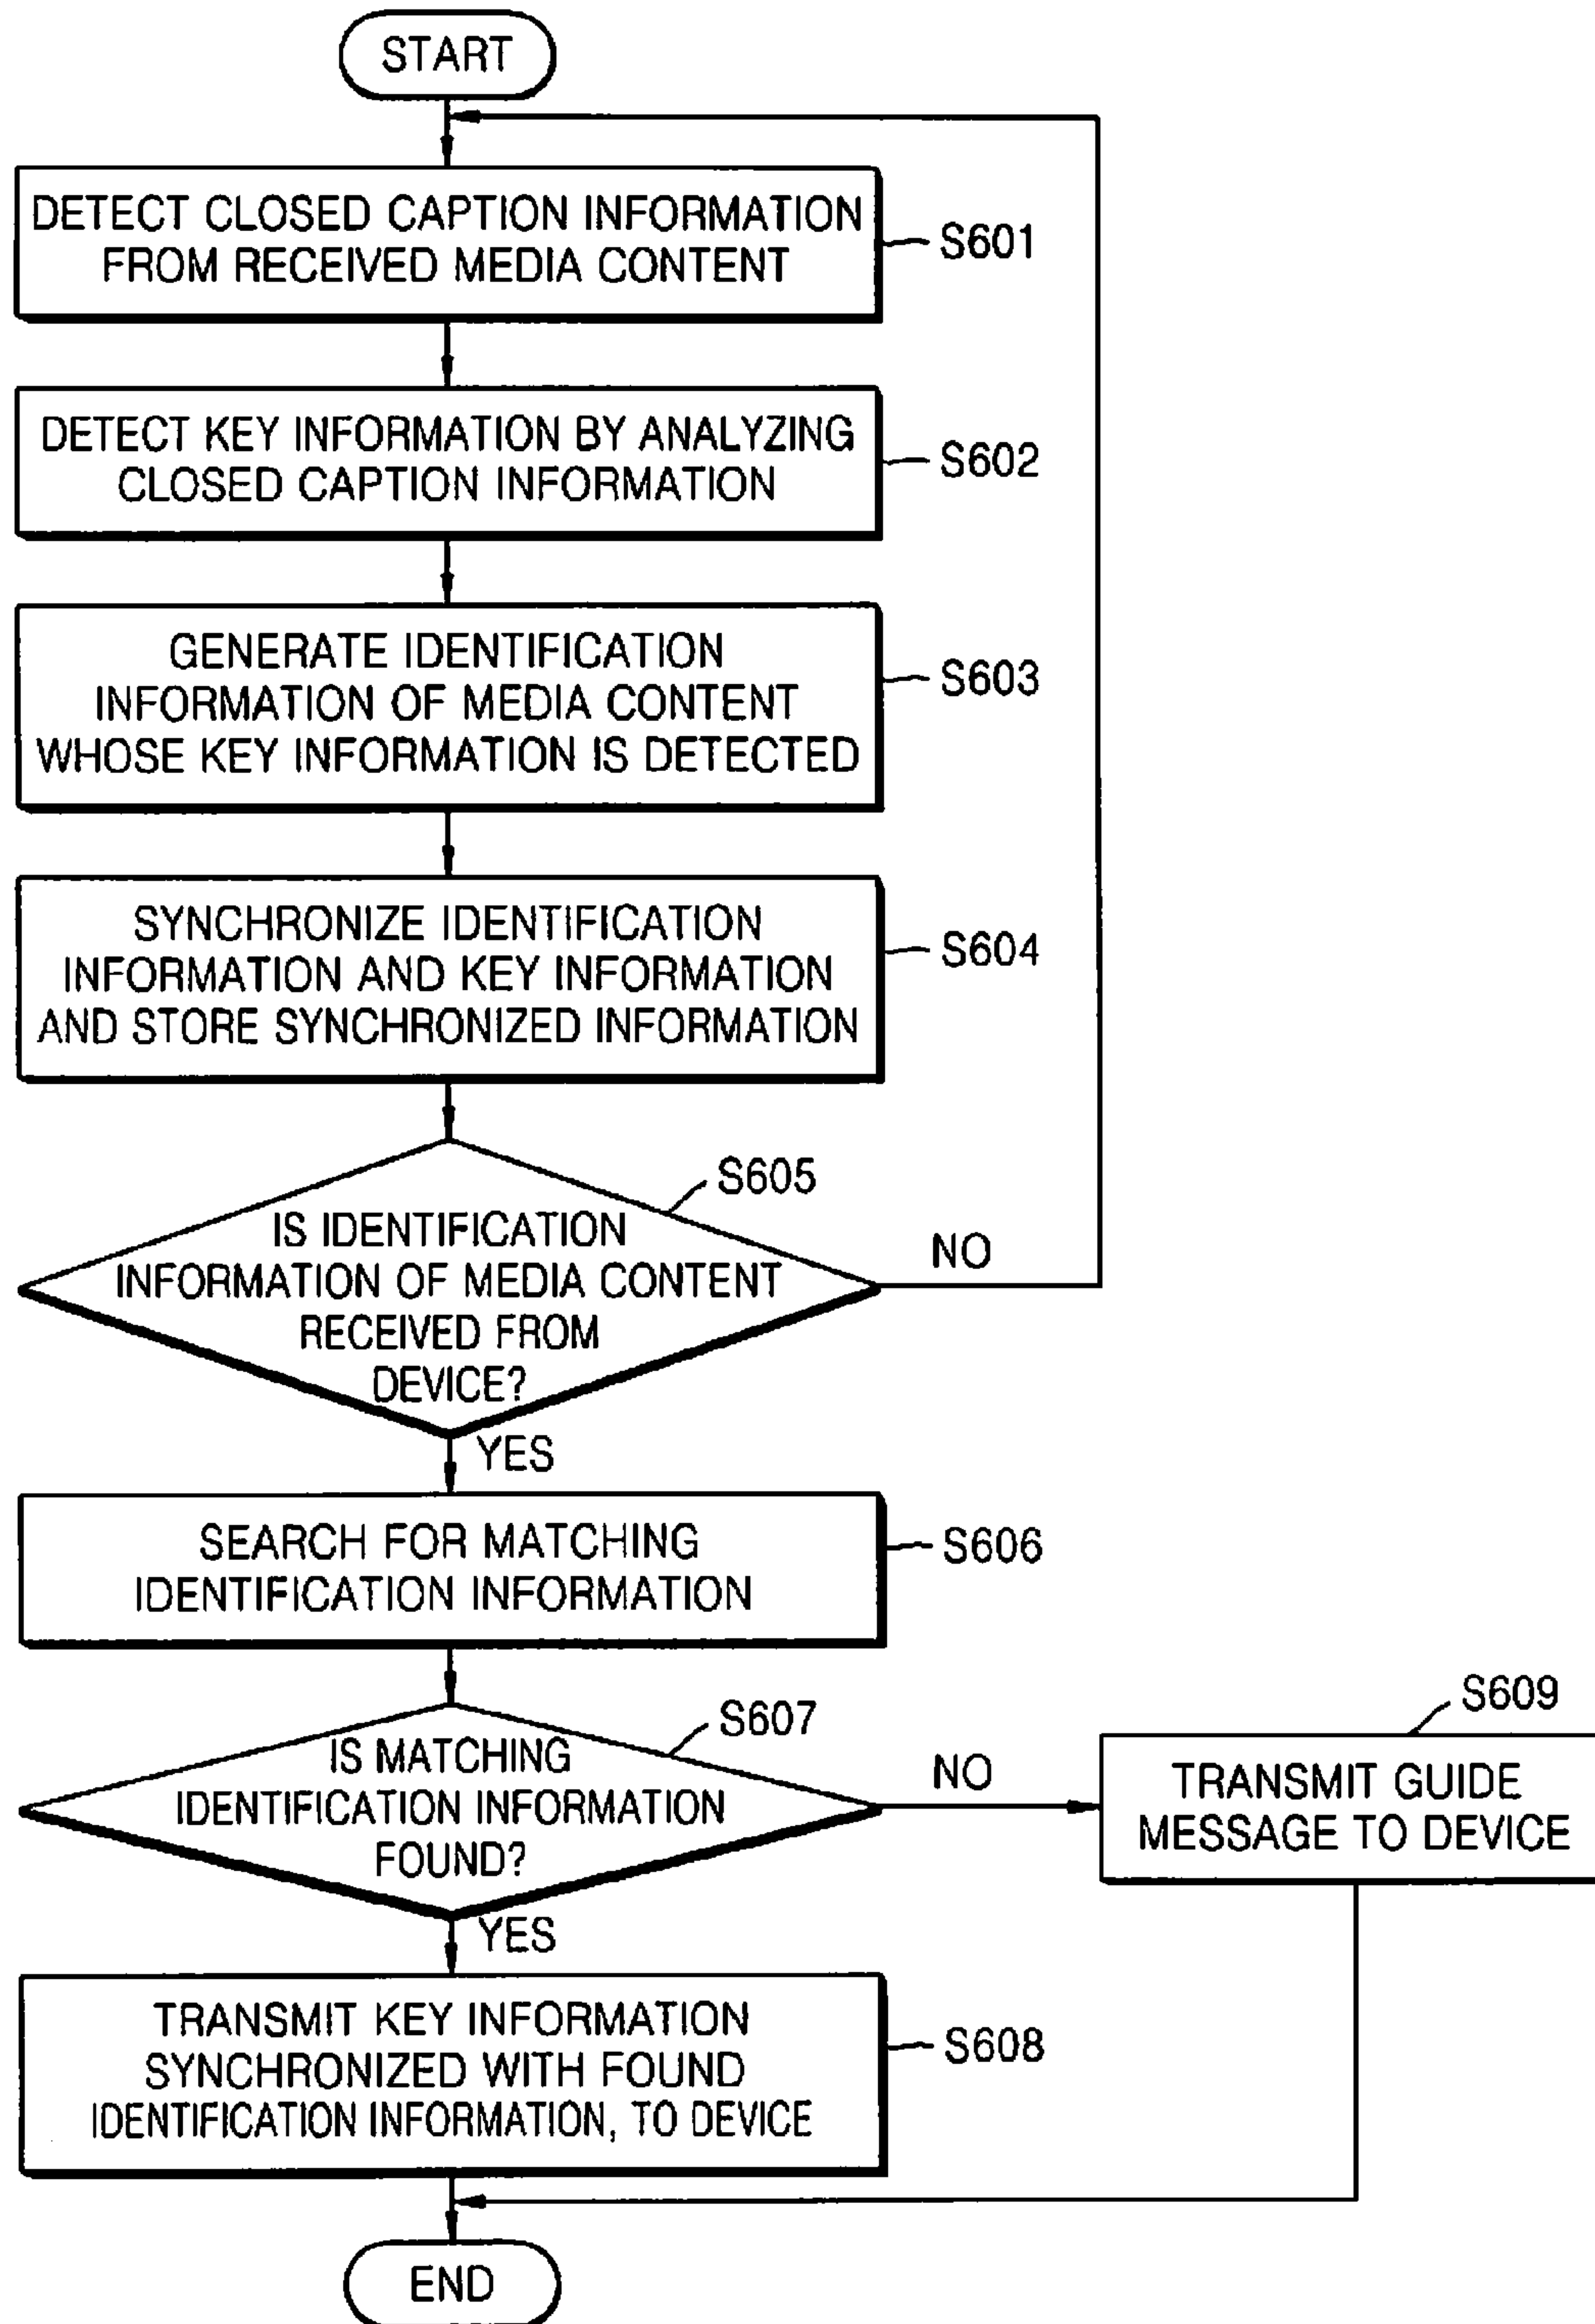 START
DETECT CLOSED CAPTION INFORMATION
FROM RECEIVED MEDIA CONTENT
S601
DETECT KEY INFORMATION BY ANALYZING
CLOSED CAPTION INFORMATION
S602
GENERATE IDENTIFICATION
INFORMATION OF MEDIA CONTENT
WHOSE KEY INFORMATION IS DETECTED
S603
SYNCHRONIZE IDENTIFICATION
INFORMATION AND KEY INFORMATION
AND STORE SYNCHRONIZED INFORMATION
S604
S605
IS IDENTIFICATION
INFORMATION OF MEDIA CONTENT
RECEIVED FROM
DEVICE?
NO
YES
SEARCH FOR MATCHING
IDENTIFICATION INFORMATION
S606
S607
IS MATCHING
IDENTIFICATION INFORMATION
FOUND?
NO
S609
TRANSMIT GUIDE
MESSAGE TO DEVICE
YES
TRANSMIT KEY INFORMATION
SYNCHRONIZED WITH FOUND
IDENTIFICATION INFORMATION, TO DEVICE
S608
END